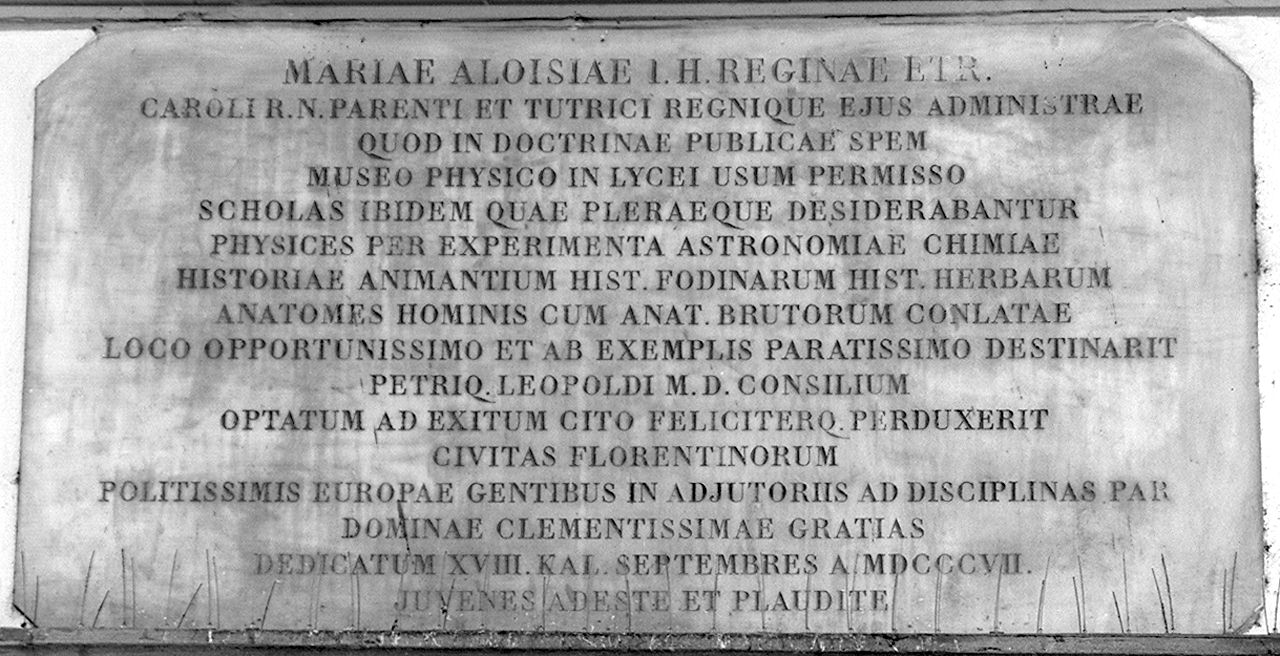 MARIAE ALOISIAE I.H. REGINAE ETR.
CAROLI R.N. PARENTI ET TUTRICI REGNIQUE EJUS ADMINISTRAE
QUOD IN DOCTRINAE PUBLICAE SPEM
MUSEO PHYSICO IN LYCEI USUM PERMISSO
SCHOLAS IBIDEM QUAE PLERAEQUE DESIDERABANTUR
PHYSICES PER EXPERIMENTA ASTRONOMIAE CHIMIAE
HISTORIAE ANIMANTIUM HIST. FODINARUM HIST. HERBARUM
ANATOMES HOMINIS CUM ANAT. BRUTORUM CONLATAE
LOCO OPPORTUNISSIMO ET AB EXEMPLIS PARATISSIMO DESTINARIT
PETRIQ. LEOPOLDI M.D. CONSILIUM
OPTATUM AD EXITUM CITO FELICITERQ. PERDUXERIT
CIVITAS FLORENTINORUM
POLITISSIMIS EUROPAE GENTIBUS IN ADJUTORIIS AD DISCIPLINAS PAR
DOMINAE CLEMENTISSIMAE GRATIAS
DEDICATUM XVIII. KAL. SEPTEMBRES A. MDCCCVII.
JUVENES ADESTE ET PLAUDITE